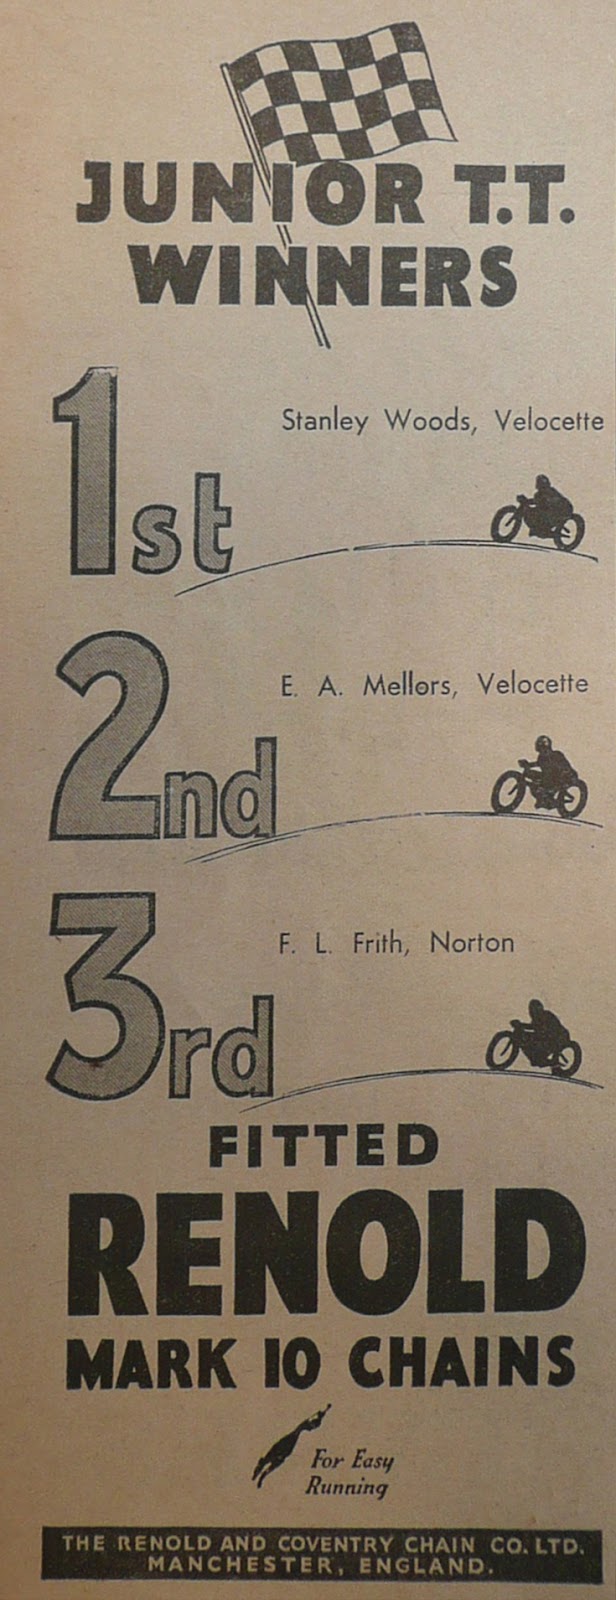 JUNIOR T.T.
WINNERS
1st
Stanley Woods, Velocette
2nd
E. A. Mellors, Velocette
3rd
F. L. Frith, Norton
FITTED
RENOLD
MARK 10 CHAINS
For Easy
Running
THE RENOLD AND COVENTRY CHAIN CO. LTD.
MANCHESTER, ENGLAND.